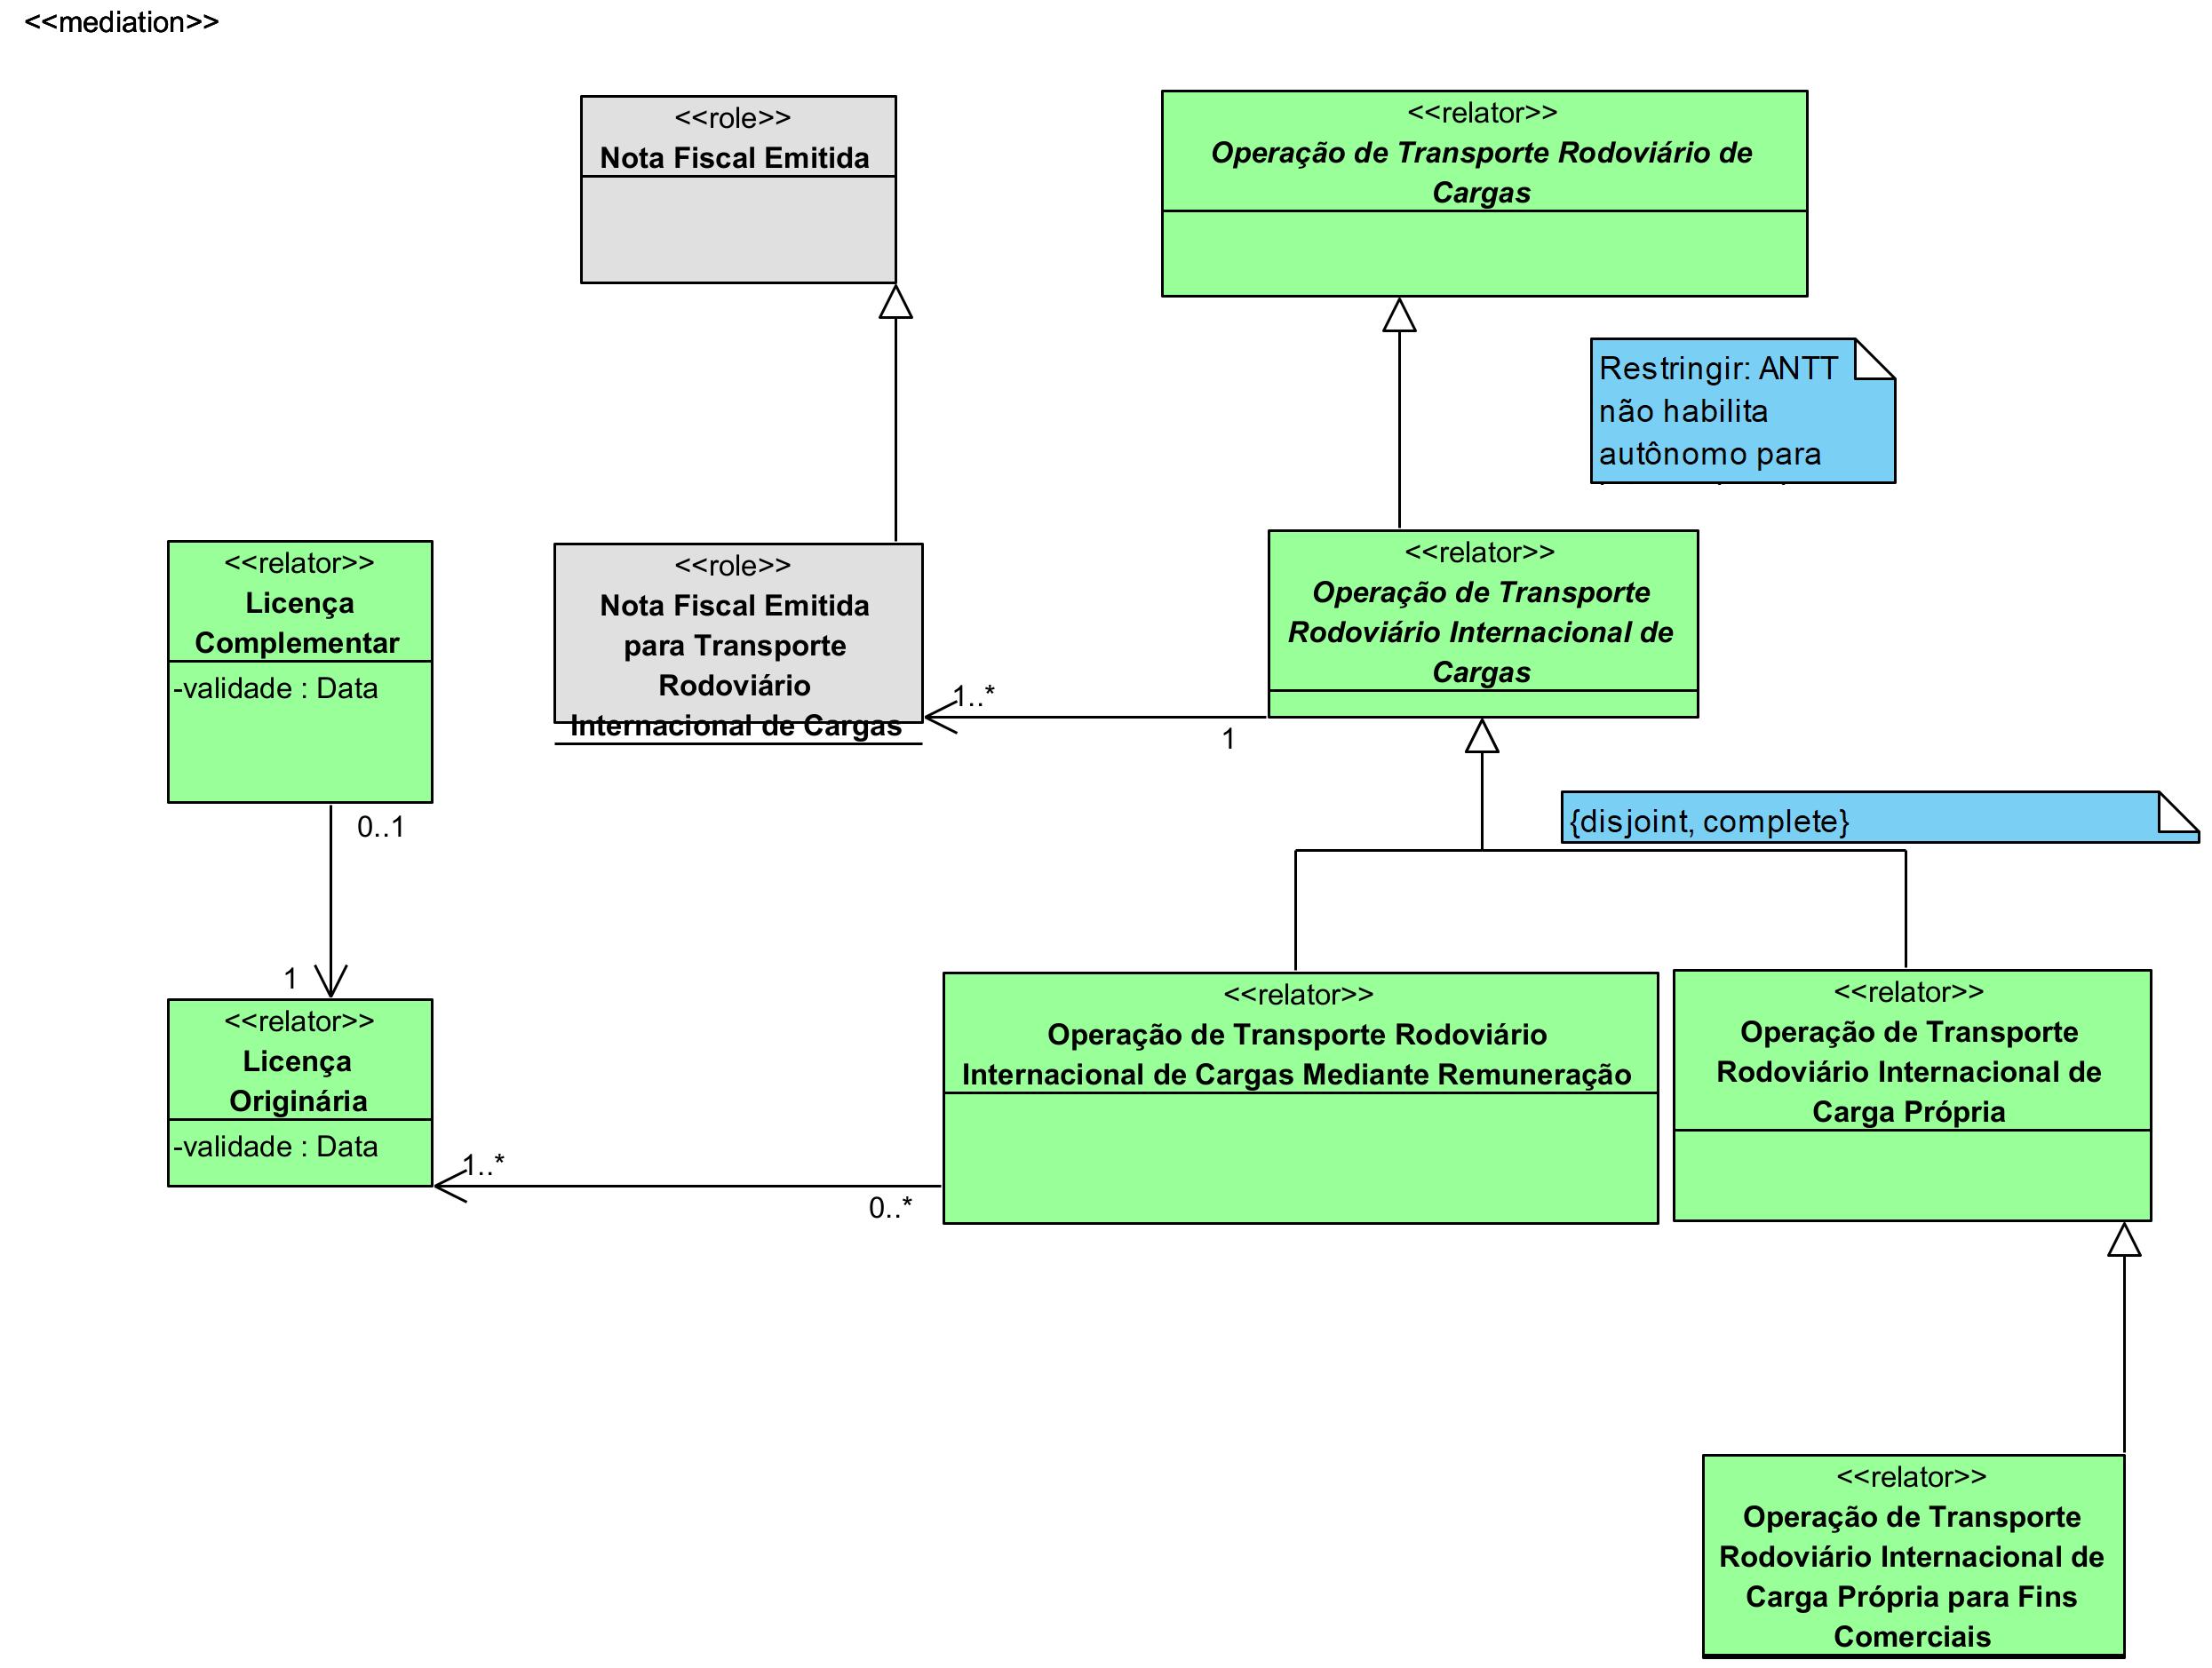 <<mediation>>
<<role>>
Nota Fiscal Emitida
<<relator>>
Operação de Transporte Rodoviário de
Cargas
Restringir: ANTT
não habilita
autônomo para
<<relator>>
Licença
Complementar
-validade : Data
<<role>>
Nota Fiscal Emitida
para Transporte
Rodoviário
Internacional de Cargas
<<relator>>
Operação de Transporte
Rodoviário Internacional de
Cargas
1..*
1
{disjoint, complete}
0..1
1
<<relator>>
Licença
Originária
-validade : Data
1..*
0..*
<<relator>>
Operação de Transporte Rodoviário
Internacional de Cargas Mediante Remuneração
<<relator>>
Operação de Transporte
Rodoviário Internacional de
Carga Própria
<<relator>>
Operação de Transporte
Rodoviário Internacional de
Carga Própria para Fins
Comerciais